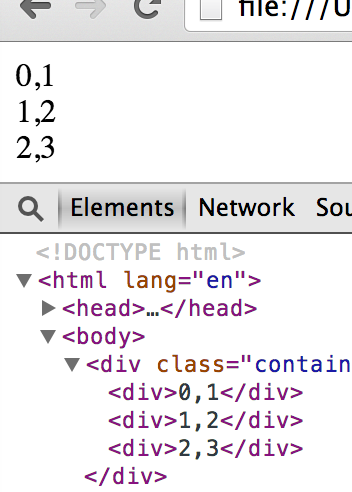 file:///U
0,1
1,2
2,3
Elements Network Sou
<!DOCTYPE html>
<html lang="en">
<head>…</head>
<body>
<div class="contain
<div>0,1</div>
<div>1,2</div>
<div>2,3</div>
</div>